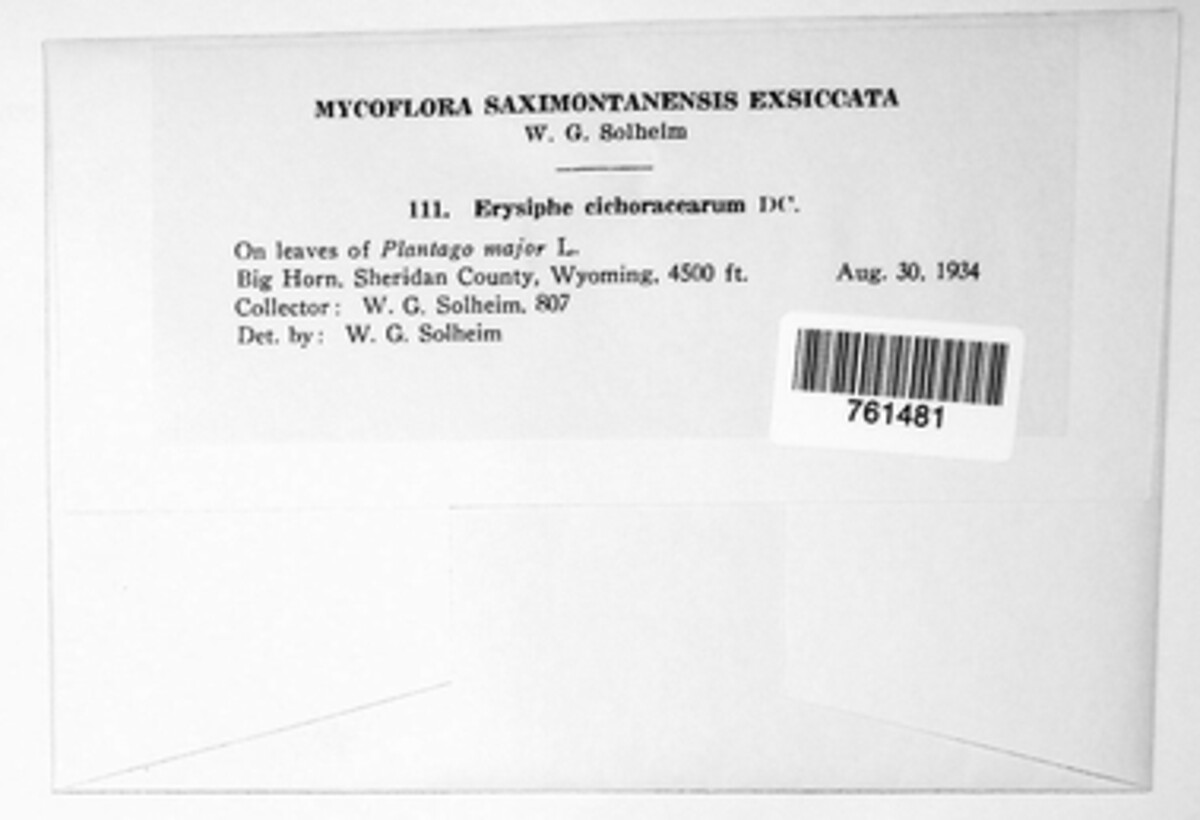 MYCOFLORA SAXIMONTANENSIS EXSICCATA
W. G. Solheim
111. Erysiphe cichoracearum DC.
On leaves of Plantago major L.
Big Horn, Sheridan County, Wyoming, 4500 ft. Aug. 30, 1934
Collector: W. G. Solheim, 807
Det. by: W. G. Solheim
761481